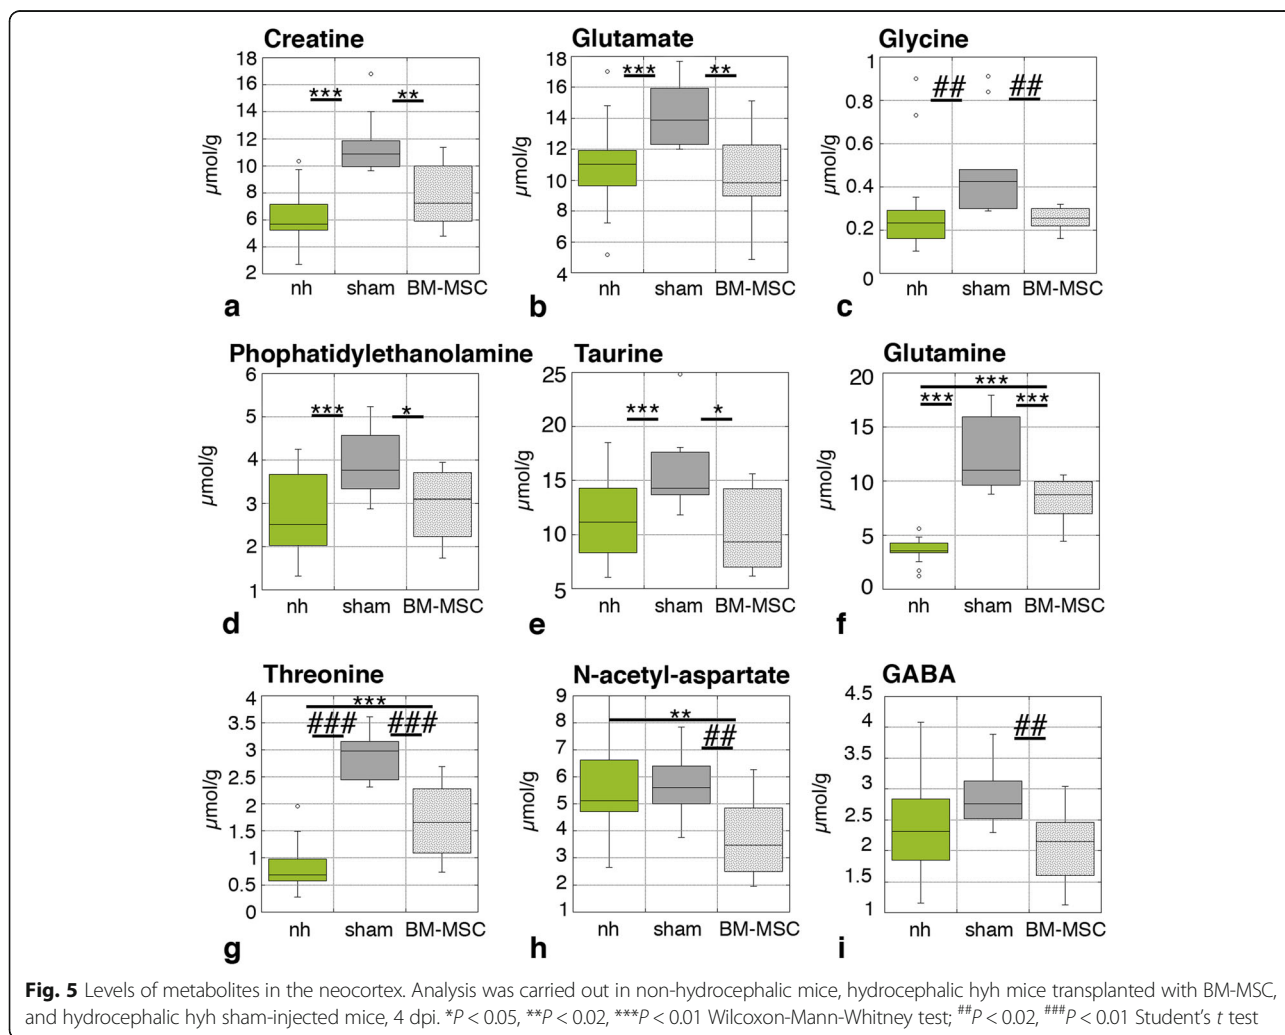 Creatine
Glutamate
Glycine
18
16
14
12
10
8
6
4
2
µmol/g
***
**
nh
sham
BM-MSC
a
18
16
14
12
10
8
6
4
µmol/g
***
**
nh
sham
BM-MSC
b
1
0.8
0.6
0.4
0.2
0
µmol/g
##
##
nh
sham
BM-MSC
c
Phophatidylethanolamine
Taurine
Glutamine
6
5
4
3
2
1
µmol/g
***
*
nh
sham
BM-MSC
d
25
20
15
10
5
µmol/g
***
*
nh
sham
BM-MSC
e
20
15
10
5
0
µmol/g
***
***
***
nh
sham
BM-MSC
f
Threonine
N-acetyl-aspartate
GABA
4
3.5
3
2.5
2
1.5
1
0.5
0
µmol/g
***
###
###
nh
sham
BM-MSC
g
9
8
7
6
5
4
3
2
1
µmol/g
**
##
nh
sham
BM-MSC
h
4.5
4
3.5
3
2.5
2
1.5
1
µmol/g
##
nh
sham
BM-MSC
i
Fig. 5 Levels of metabolites in the neocortex. Analysis was carried out in non-hydrocephalic mice, hydrocephalic hyh mice transplanted with BM-MSC,
and hydrocephalic hyh sham-injected mice, 4 dpi. *P < 0.05, **P < 0.02, ***P < 0.01 Wilcoxon-Mann-Whitney test; ##P < 0.02, ###P < 0.01 Student's t test